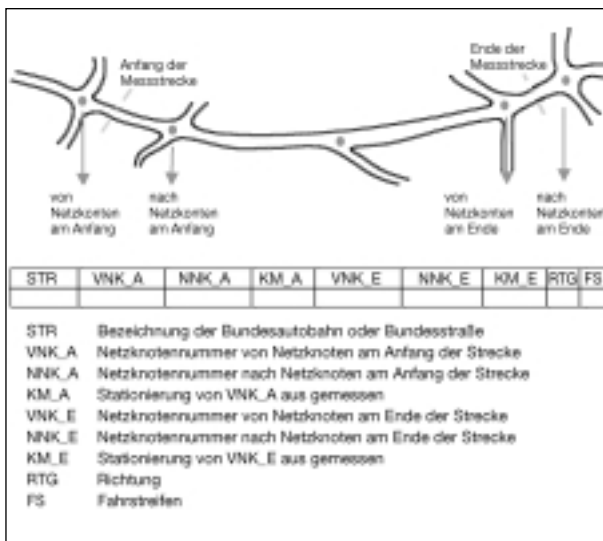 Anfang der
Messstrecke
Ende der
Messstrecke
von
Netzkonten
am Anfang
nach
Netzkonten
am Anfang
von
Netzkonten
am Ende
nach
Netzkonten
am Ende
STR VNK_A NNK_A KM_A VNK_E NNK_E KM_E RTG FS
STR Bezeichnung der Bundesautobahn oder Bundesstraße
VNK_A Netzknotennummer von Netzknoten am Anfang der Strecke
NNK_A Netzknotennummer nach Netzknoten am Anfang der Strecke
KM_A Stationierung von VNK_A aus gemessen
VNK_E Netzknotennummer von Netzknoten am Ende der Strecke
NNK_E Netzknotennummer nach Netzknoten am Ende der Strecke
KM_E Stationierung von VNK_E aus gemessen
RTG Richtung
FS Fahrstreifen